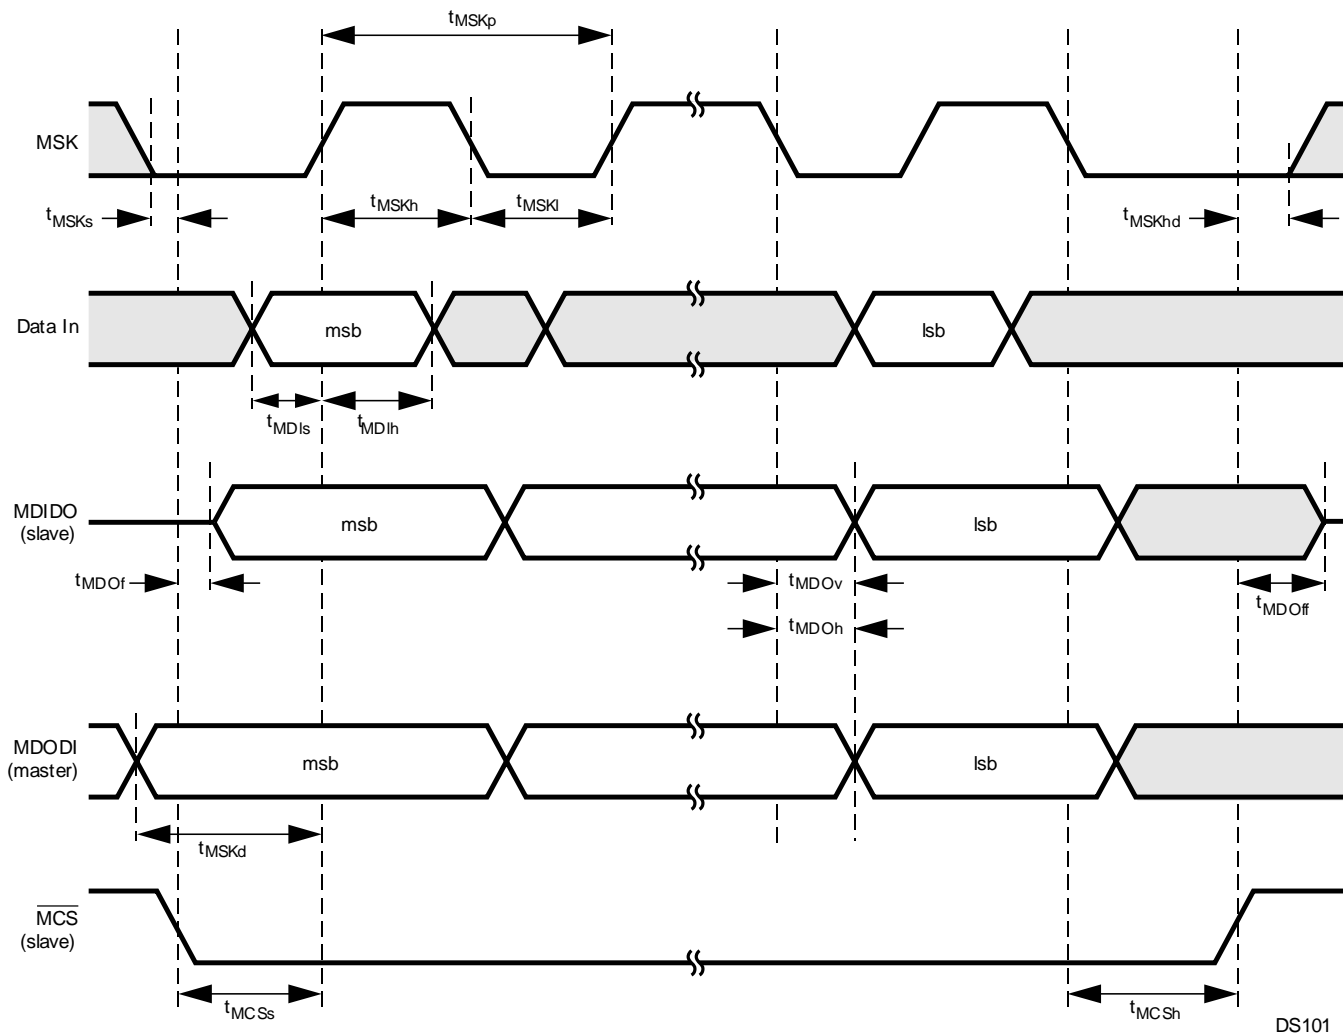 tMSKp
MSK
tMSKs
tMSKh
tMSKl
tMSKhd
Data In
msb
lsb
tMDIs
tMDIh
MDIDO
(slave)
msb
lsb
tMDOf
tMDOv
tMDOff
tMDOh
MDODI
(master)
msb
lsb
tMSKd
MCS
(slave)
tMCSs
tMCSh
DS101